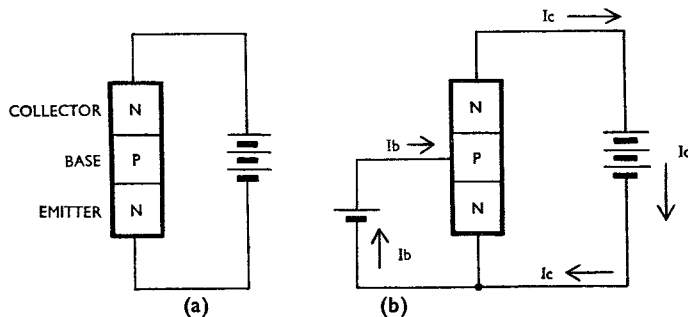 COLLECTOR N
BASE P
EMITTER N
(a)
Ic
N
Ib P
N
Ic
Ib
Ic
(b)